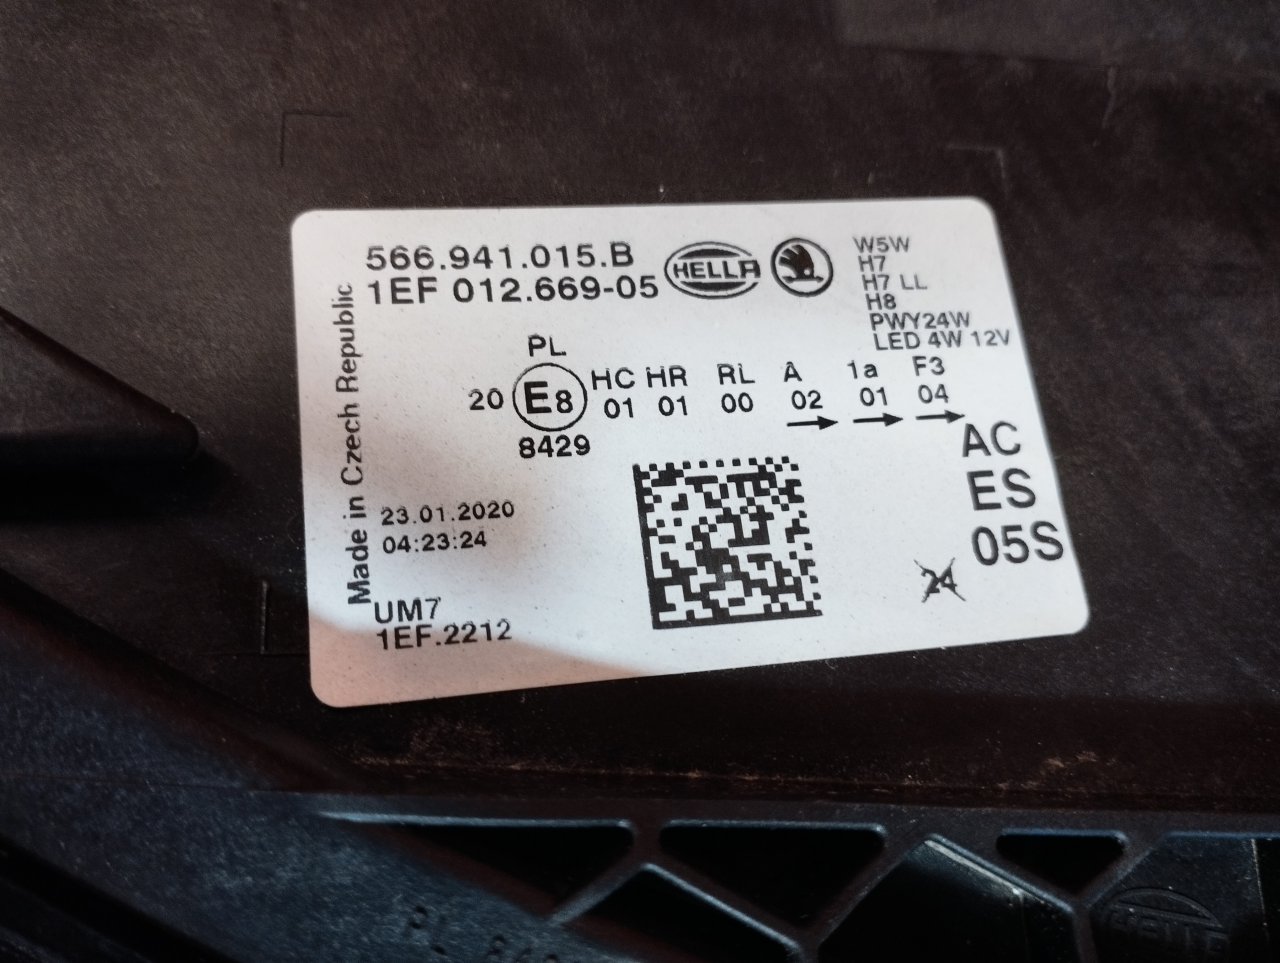 566.941.015.B
1EF 012.669-05
HELLA
W5W
H7
H7 LL
H8
PWY24W
LED 4W 12V
Made in Czech Republic
PL
20 E8 HC HR RL A 1a F3
01 01 00 02 01 04
8429
AC
ES
05S
23.01.2020
04:23:24
24
UM7
1EF.2212
HELLA